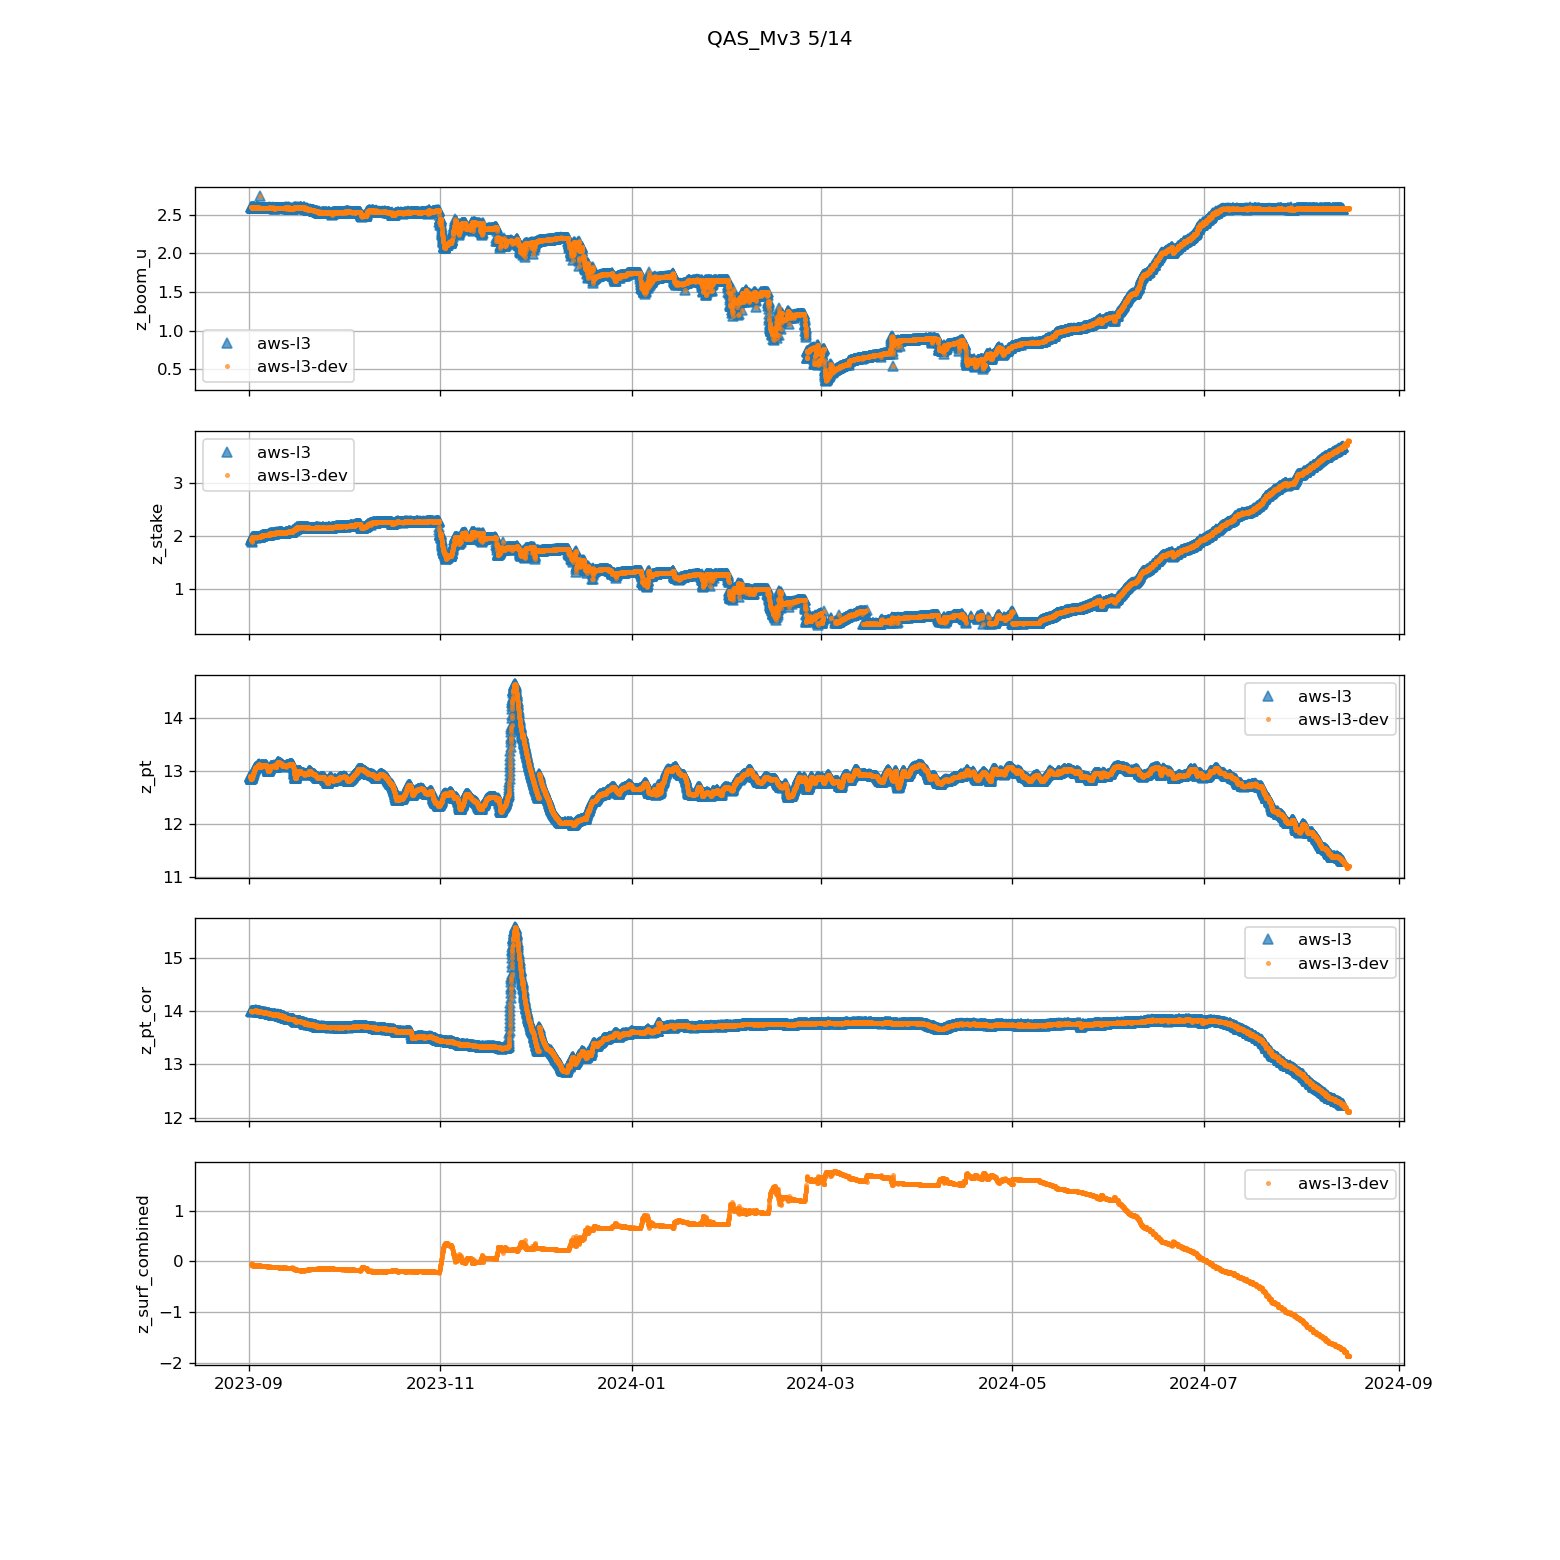 QAS_Mv3 5/14
z_boom_u
2.5
2.0
1.5
1.0
0.5
aws-l3
aws-l3-dev
z_stake
3
2
1
aws-l3
aws-l3-dev
z_pt
14
13
12
11
aws-l3
aws-l3-dev
z_pt_cor
15
14
13
12
aws-l3
aws-l3-dev
z_surf_combined
1
0
−1
−2
aws-l3-dev
2023-09 2023-11 2024-01 2024-03 2024-05 2024-07 2024-09